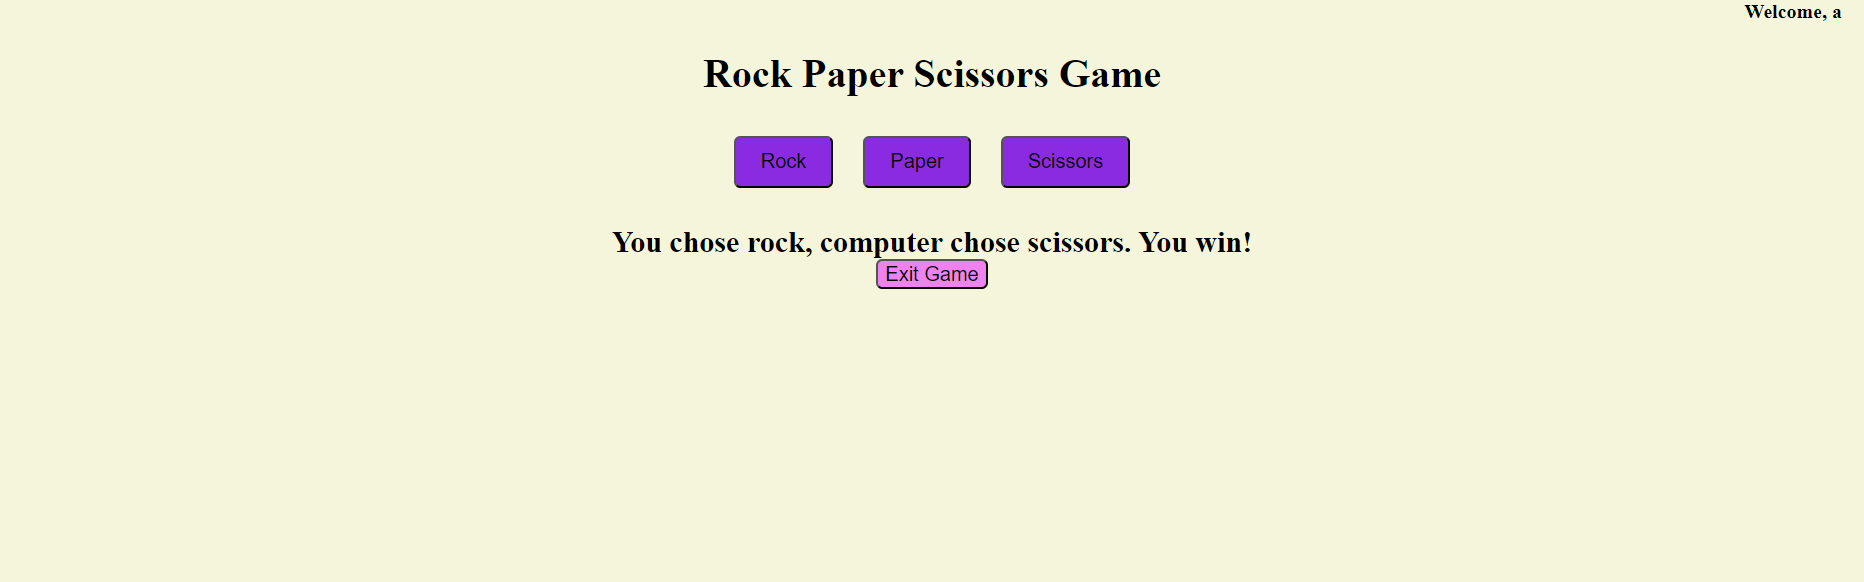 Welcome, a
Rock Paper Scissors Game
Rock Paper Scissors
You chose rock, computer chose scissors. You win!
Exit Game